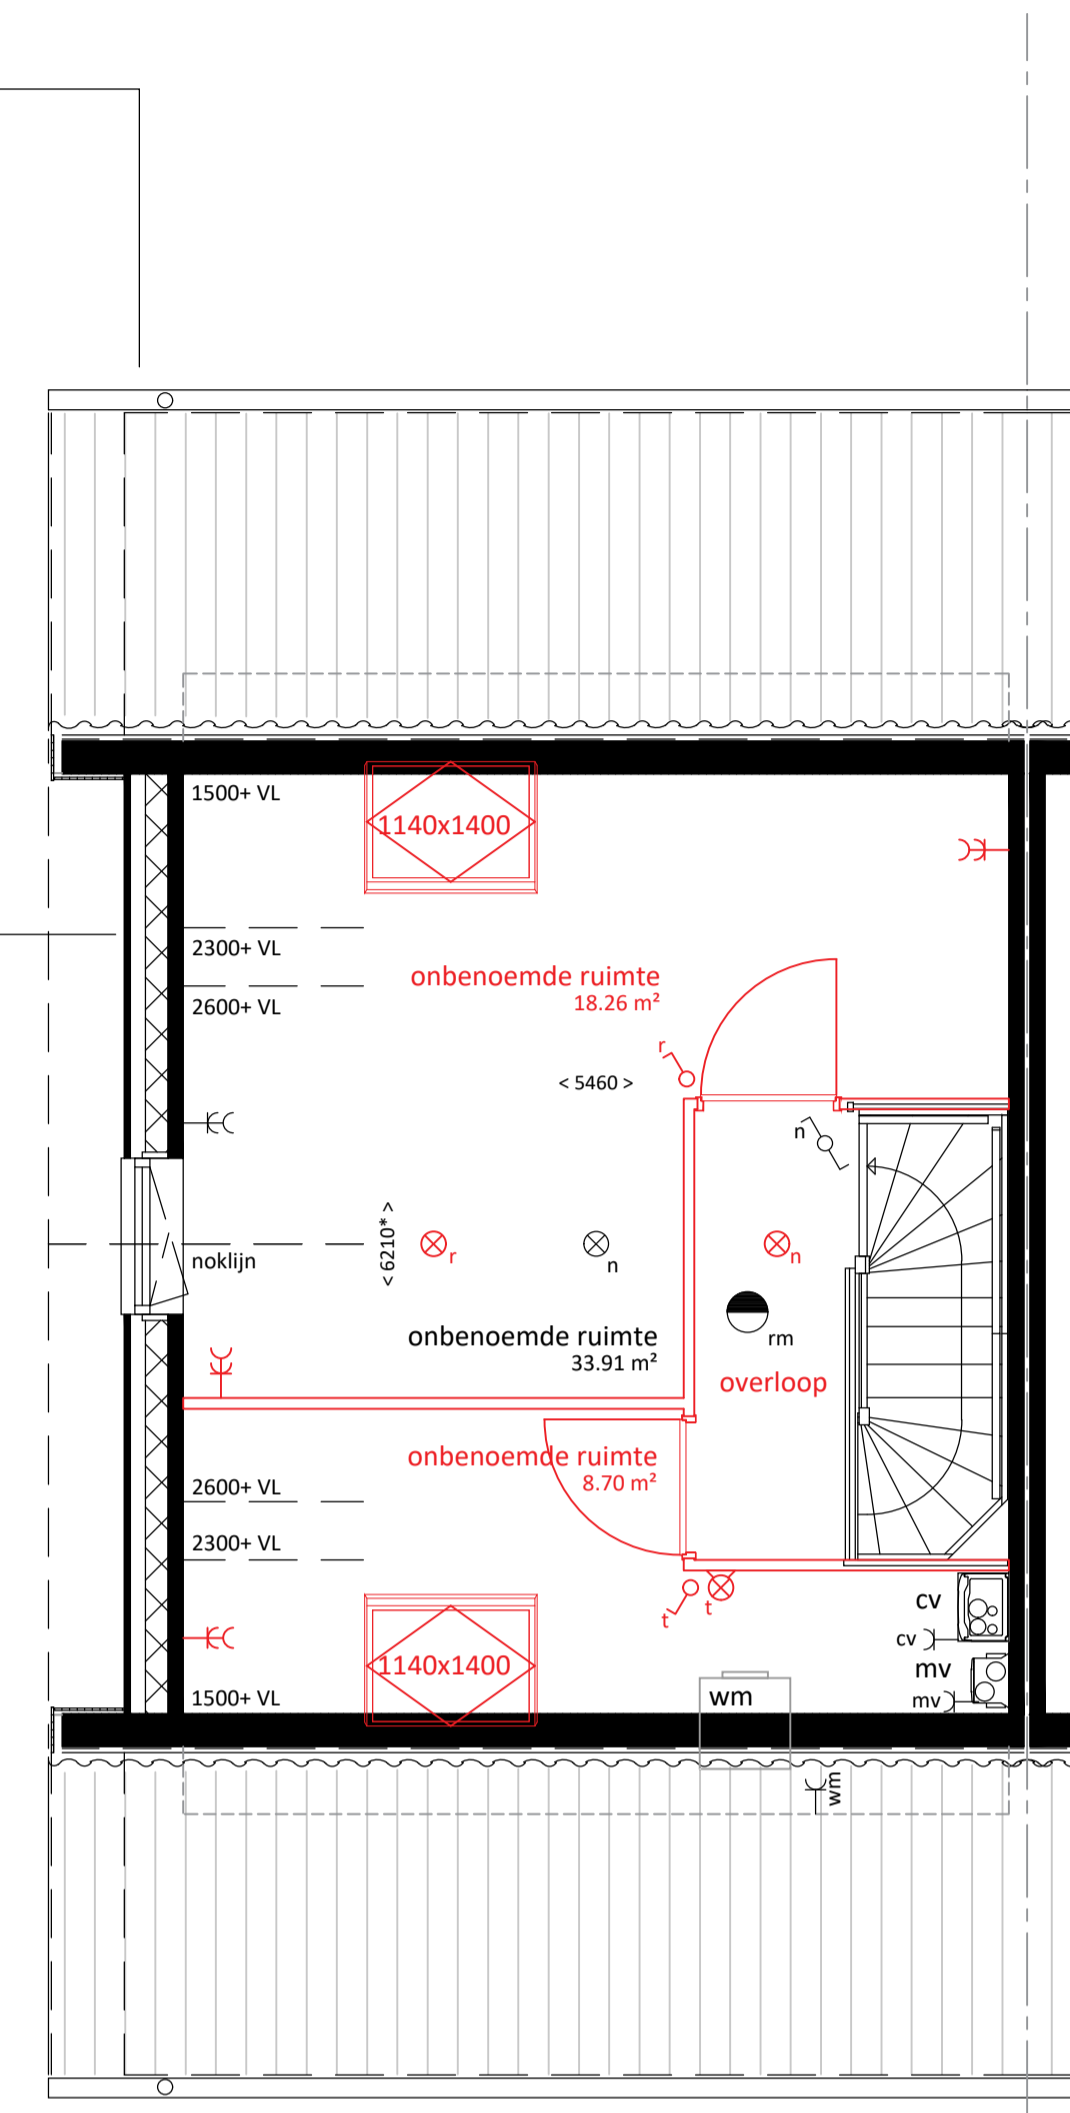 1500+ VL
1140x1400
2300+ VL
onbenoemde ruimte
18.26 m²
2600+ VL
r
< 5460 >
n
< 6210* >
noklijn
r
n
n
rm
onbenoemde ruimte
33.91 m²
overloop
onbenoemde ruimte
8.70 m²
2600+ VL
2300+ VL
t
t
cv
cv
1140x1400
mv
1500+ VL
wm
mv
wm